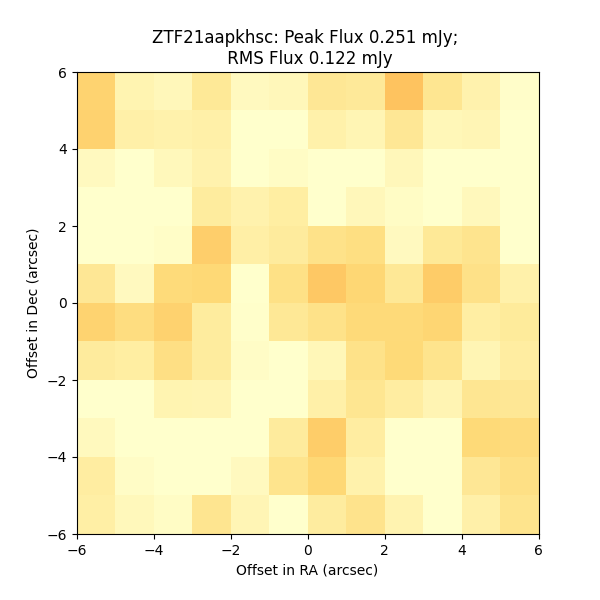 ZTF21aapkhsc: Peak Flux 0.251 mJy;
RMS Flux 0.122 mJy
6
4
2
0
−2
−4
−6
Offset in Dec (arcsec)
−6 −4 −2 0 2 4 6
Offset in RA (arcsec)